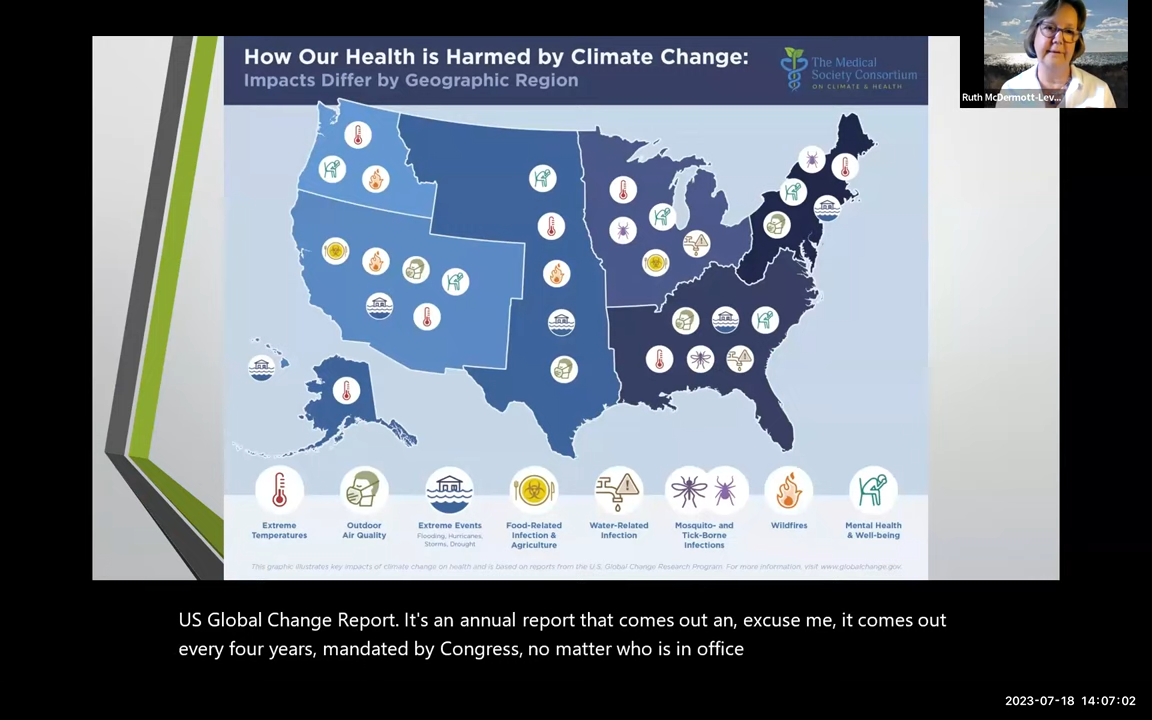 How Our Health is Harmed by Climate Change:
Impacts Differ by Geographic Region
The Medical
Society Consortium
ON CLIMATE & HEALTH
Ruth McDermott-Lev...
Extreme
Temperatures
Outdoor
Air Quality
Extreme Events
Flooding, Hurricanes,
Storms, Drought
Food-Related
Infection &
Agriculture
Water-Related
Infection
Mosquito- and
Tick-Borne
Infections
Wildfires
Mental Health
& Well-being
This graphic illustrates key impacts of climate change on health and is based on reports from the U.S. Global Change Research Program. For more information, visit www.globalchange.gov.
US Global Change Report. It's an annual report that comes out an, excuse me, it comes out
every four years, mandated by Congress, no matter who is in office
2023-07-18 14:07:02